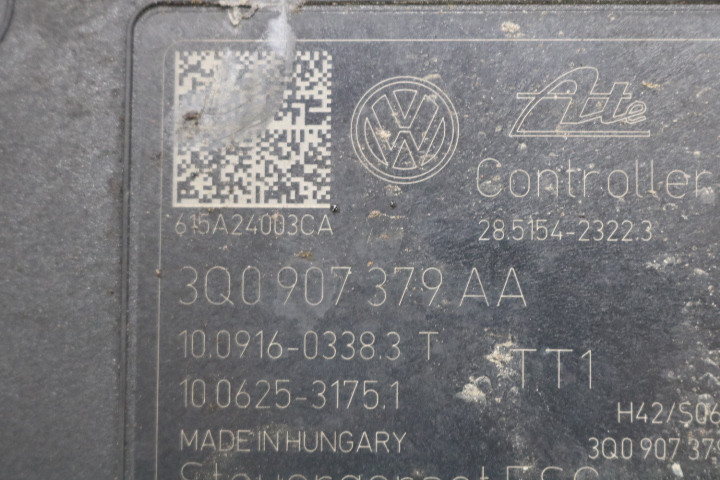 Ate
Controller
615A24003CA
28.5154-2322.3
3Q0 907 379 AA
10.0916-0338.3 T
TT1
10.0625-3175.1
H42/S06
MADE IN HUNGARY
3Q0 907 37